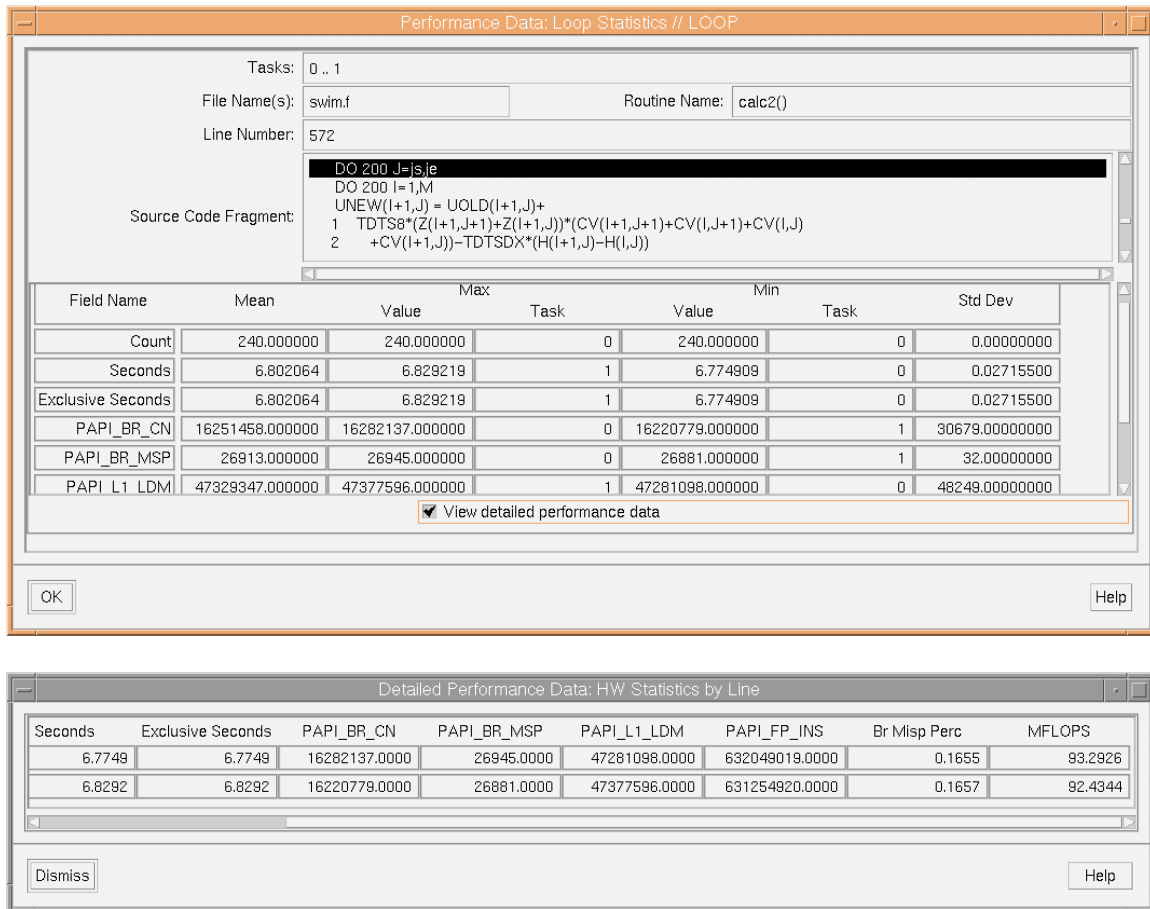 Performance Data: Loop Statistics // LOOP
Tasks: 0 .. 1
File Name(s): swim.f Routine Name: calc2()
Line Number: 572
Source Code Fragment:
DO 200 J=js,je
DO 200 I=1,M
UNEW(I+1,J) = UOLD(I+1,J)+
1 TDTS8*(Z(I+1,J+1)+Z(I+1,J))*(CV(I+1,J+1)+CV(I,J+1)+CV(I,J)
2 +CV(I+1,J))-TDTSDX*(H(I+1,J)-H(I,J))
Field Name Mean Max Min Std Dev
Value Task Value Task
Count 240.000000 240.000000 0 240.000000 0 0.00000000
Seconds 6.802064 6.829219 1 6.774909 0 0.02715500
Exclusive Seconds 6.802064 6.829219 1 6.774909 0 0.02715500
PAPI_BR_CN 16251458.000000 16282137.000000 0 16220779.000000 1 30679.00000000
PAPI_BR_MSP 26913.000000 26945.000000 0 26881.000000 1 32.00000000
PAPI_L1_LDM 47329347.000000 47377596.000000 1 47281098.000000 0 48249.00000000
View detailed performance data
OK Help
Detailed Performance Data: HW Statistics by Line
Seconds Exclusive Seconds PAPI_BR_CN PAPI_BR_MSP PAPI_L1_LDM PAPI_FP_INS Br Misp Perc MFLOPS
6.7749 6.7749 16282137.0000 26945.0000 47281098.0000 632049019.0000 0.1655 93.2926
6.8292 6.8292 16220779.0000 26881.0000 47377596.0000 631254920.0000 0.1657 92.4344
Dismiss Help